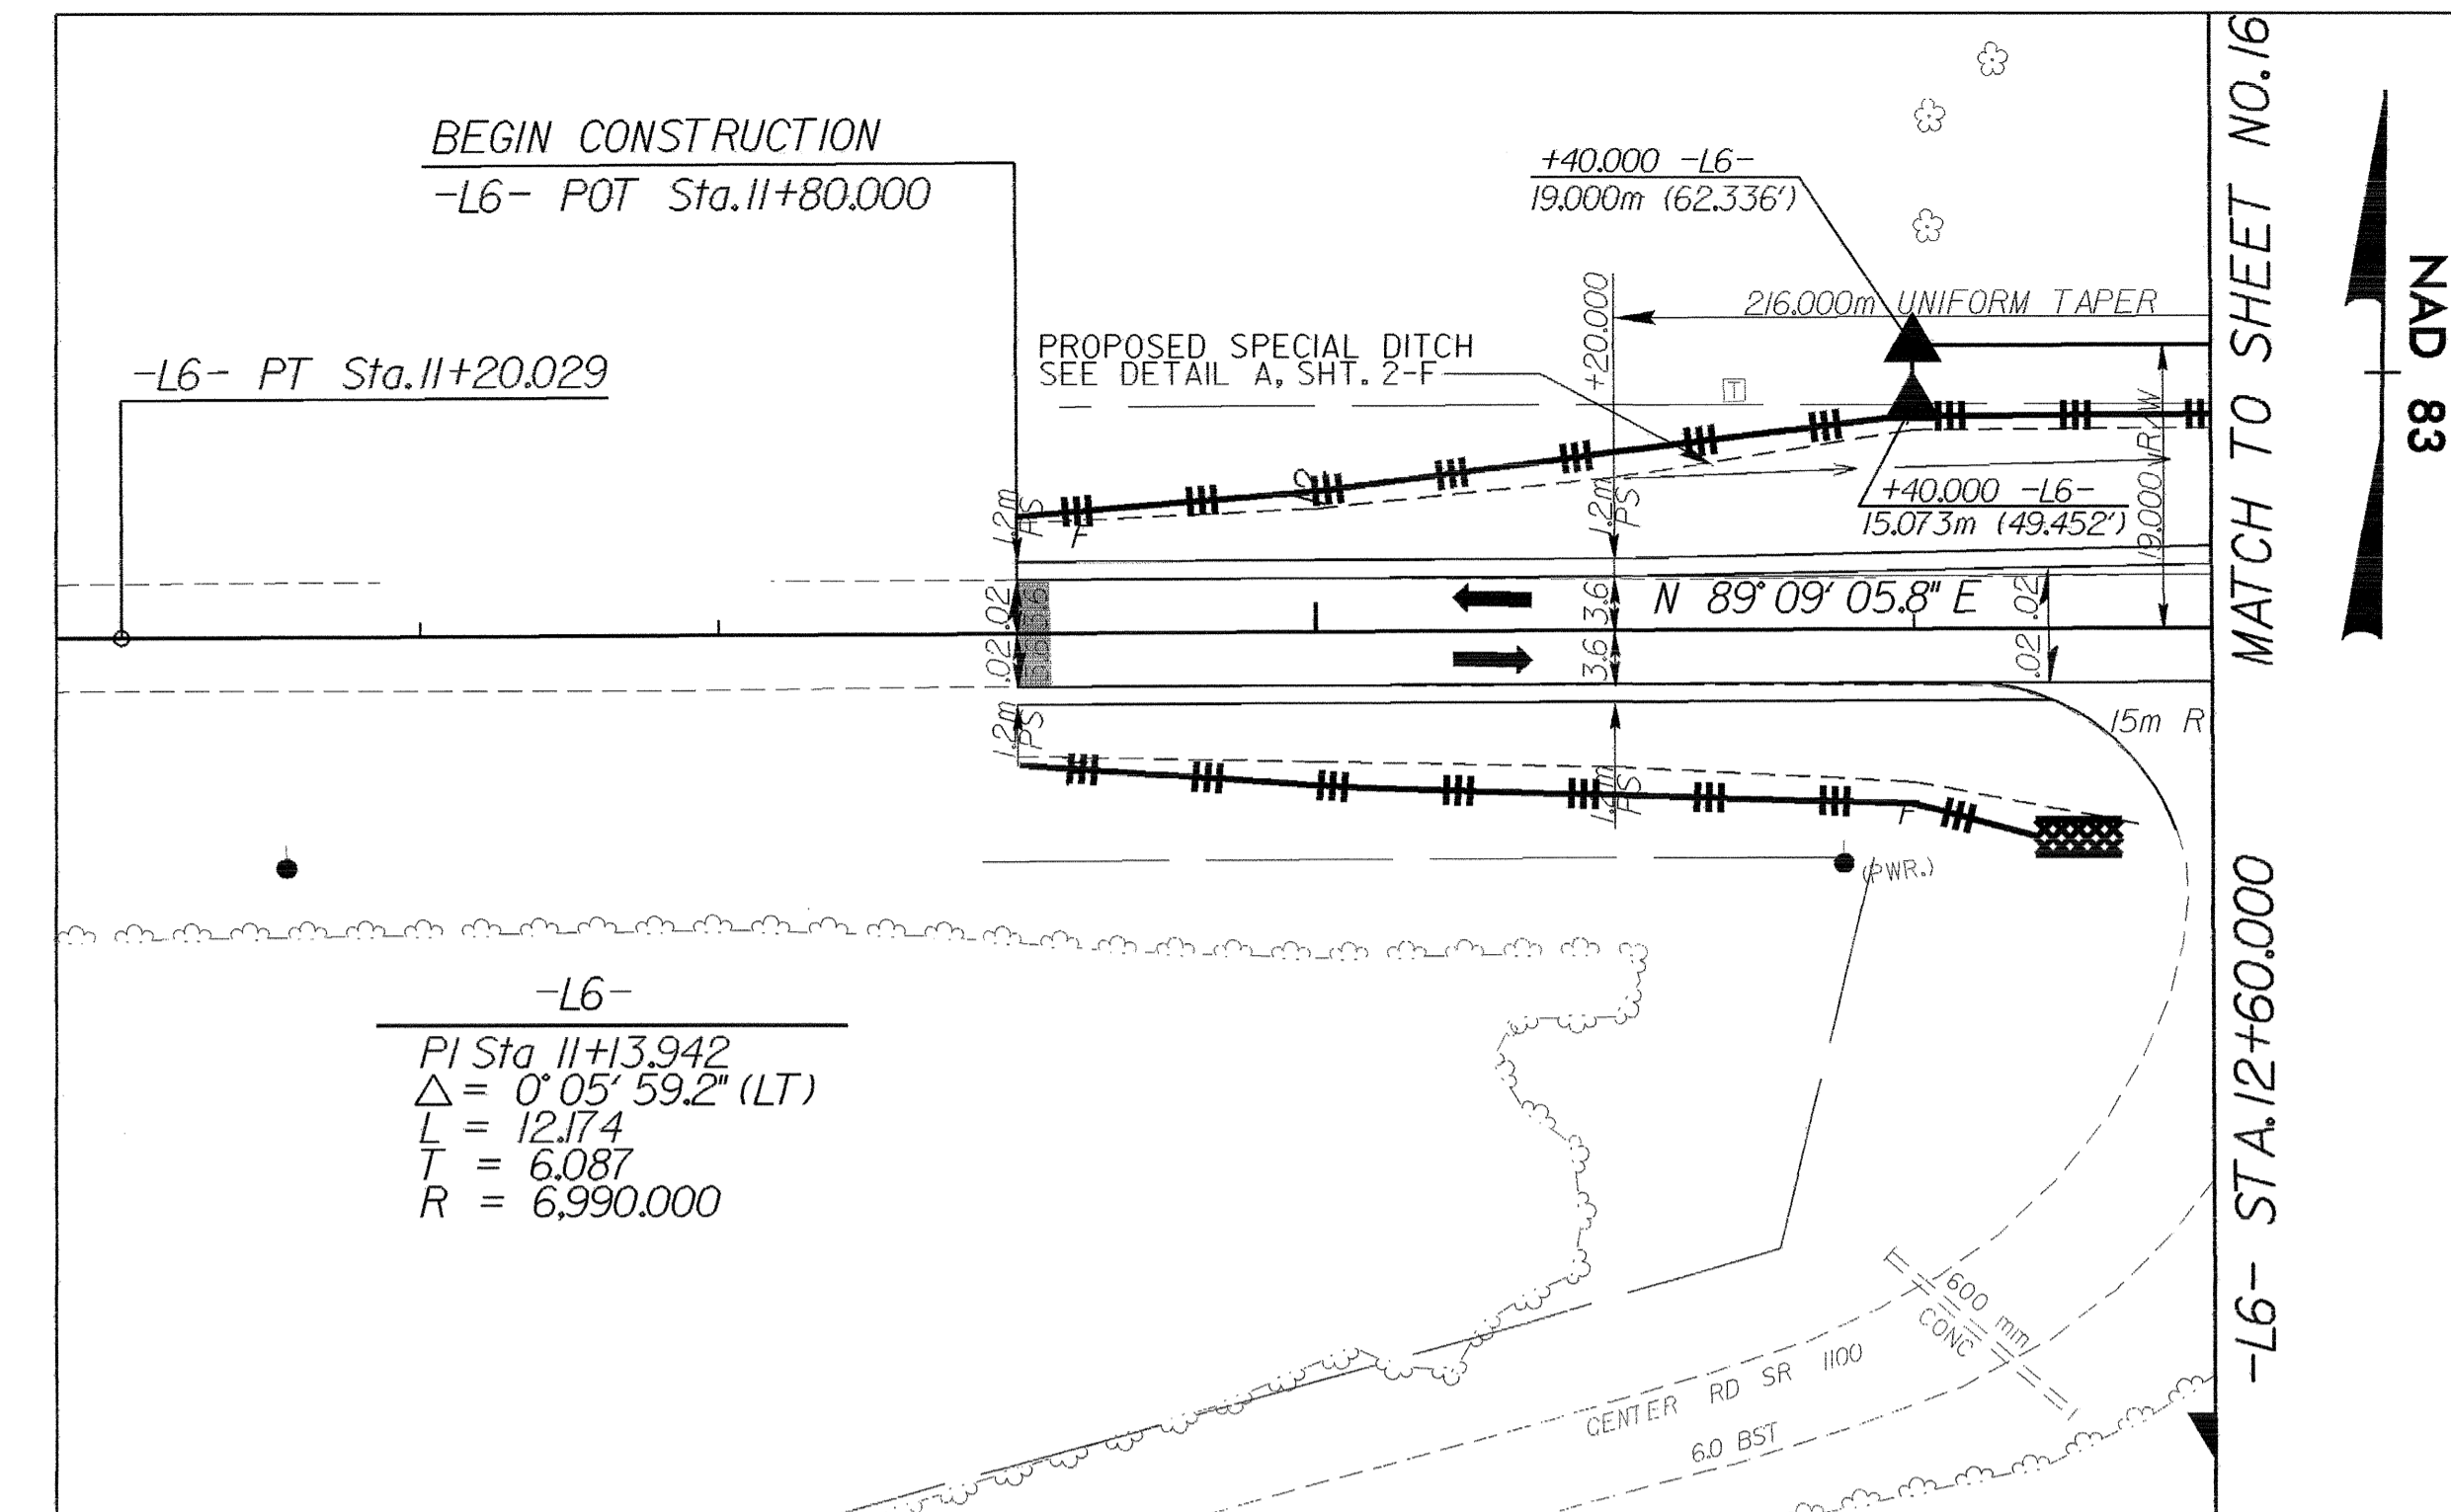 BEGIN CONSTRUCTION
-L6- POT Sta. 11+80.000
-L6- PT Sta. 11+20.029
+40.000 -L6-
19.000m (62.336')
216.000m UNIFORM TAPER
+20.000
PROPOSED SPECIAL DITCH
SEE DETAIL A, SHT. 2-F
T
12
+40.000 -L6-
15.073m (49.452')
19.000 R/W
1.2m
PS
1.2m
PS
F
.02
.02
3.6
3.6
3.6
3.6
N 89° 09' 05.8" E
.02
.02
1.2m
PS
1.2m
PS
F
15m R
(PWR.)
-L6-
PI Sta 11+13.942
△ = 0° 05' 59.2" (LT)
L = 12.174
T = 6.087
R = 6,990.000
600 mm
CONC
CENTER RD SR 1100
6.0 BST
MATCH TO SHEET NO. 16
-L6- STA. 12+60.000
NAD 83